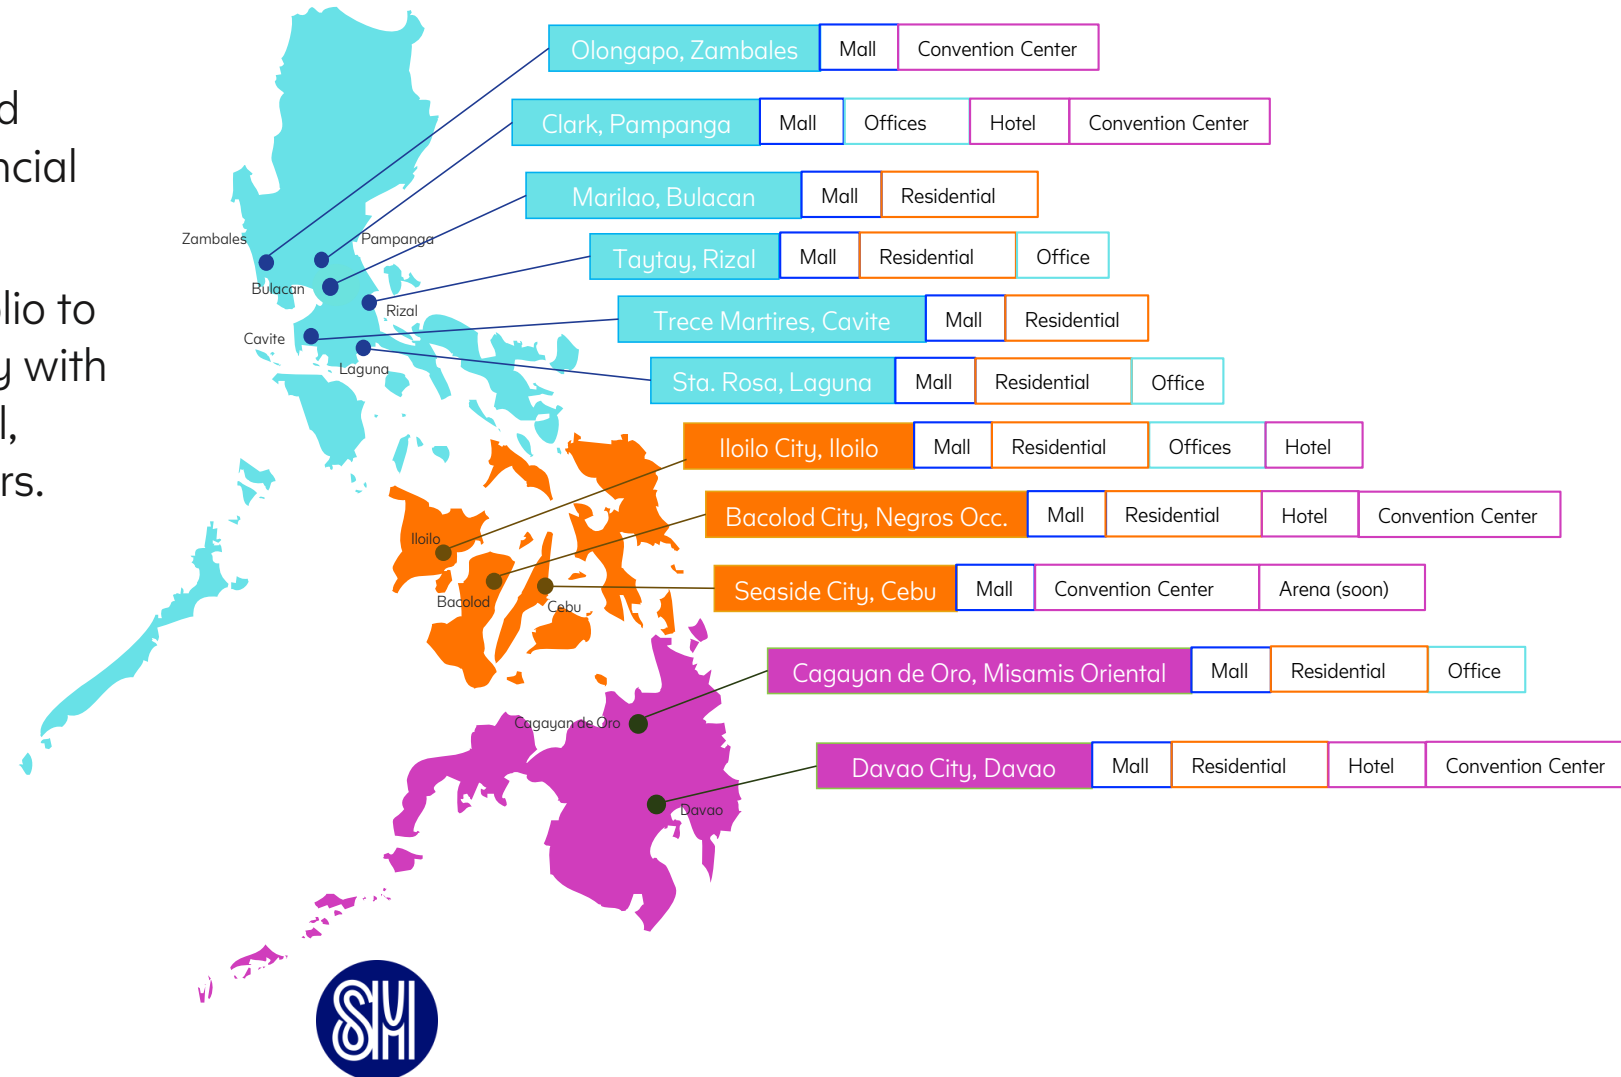 d
ncial
lio to
y with
l,
rs.
Olongapo, Zambales Mall Convention Center
Clark, Pampanga Mall Offices Hotel Convention Center
Marilao, Bulacan Mall Residential
Taytay, Rizal Mall Residential Office
Trece Martires, Cavite Mall Residential
Sta. Rosa, Laguna Mall Residential Office
Iloilo City, Iloilo Mall Residential Offices Hotel
Bacolod City, Negros Occ. Mall Residential Hotel Convention Center
Seaside City, Cebu Mall Convention Center Arena (soon)
Cagayan de Oro, Misamis Oriental Mall Residential Office
Davao City, Davao Mall Residential Hotel Convention Center
Zambales
Pampanga
Bulacan
Rizal
Cavite
Laguna
Iloilo
Bacolod
Cebu
Cagayan de Oro
Davao
SM